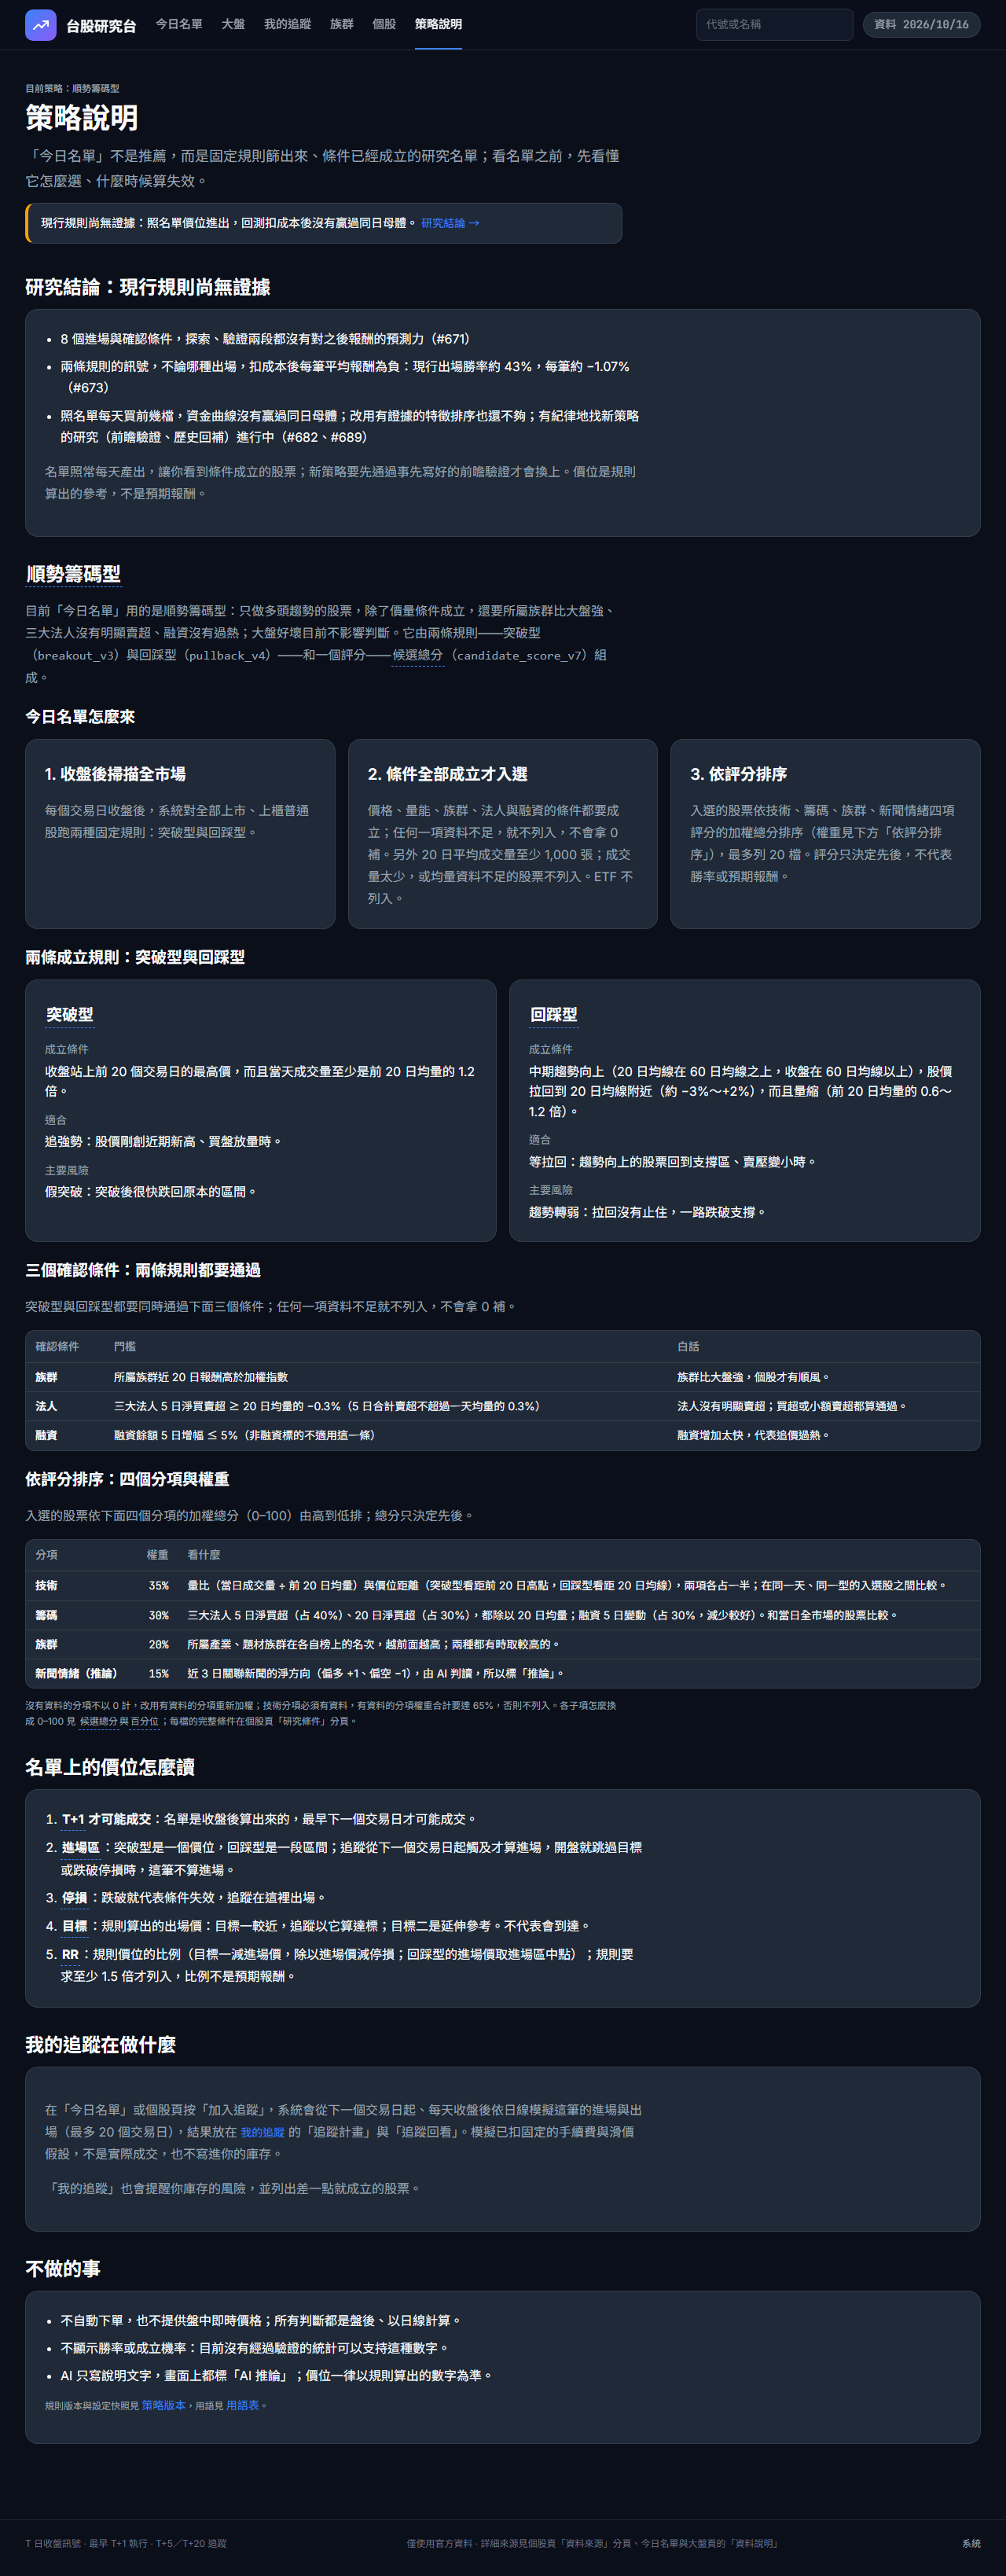 台股研究台 今日名單 大盤 我的追蹤 族群 個股 策略說明 代號或名稱 資料 2026/10/16
目前策略：順勢籌碼型
策略說明
「今日名單」不是推薦，而是固定規則篩出來、條件已經成立的研究名單；看名單之前，先看懂
它怎麼選、什麼時候算失效。
現行規則尚無證據：照名單價位進出，回測扣成本後沒有贏過同日母體。 研究結論 →
研究結論：現行規則尚無證據
• 8 個進場與確認條件，探索、驗證兩段都沒有對之後報酬的預測力（#671）
• 兩條規則的訊號，不論哪種出場，扣成本後每筆平均報酬為負：現行出場勝率約 43%，每筆約 −1.07%
（#673）
• 照名單每天買前幾檔，資金曲線沒有贏過同日母體；改用有證據的特徵排序也還不夠；有紀律地找新策略
的研究（前瞻驗證、歷史回補）進行中（#682、#689）
名單照常每天產出，讓你看到條件成立的股票；新策略要先通過事先寫好的前瞻驗證才會換上。價位是規則
算出的參考，不是預期報酬。
順勢籌碼型
目前「今日名單」用的是順勢籌碼型：只做多頭趨勢的股票，除了價量條件成立，還要所屬族群比大盤強、
三大法人沒有明顯賣超、融資沒有過熱；大盤好壞目前不影響判斷。它由兩條規則——突破型
（breakout_v3）與回踩型（pullback_v4）——和一個評分——候選總分（candidate_score_v7）組
成。
今日名單怎麼來
1. 收盤後掃描全市場
每個交易日收盤後，系統對全部上市、上櫃普通
股跑兩種固定規則：突破型與回踩型。
2. 條件全部成立才入選
價格、量能、族群、法人與融資的條件都要成
立；任何一項資料不足，就不列入，不會拿 0
補。另外 20 日平均成交量至少 1,000 張；成交
量太少，或均量資料不足的股票不列入。ETF 不
列入。
3. 依評分排序
入選的股票依技術、籌碼、族群、新聞情緒四項
評分的加權總分排序（權重見下方「依評分排
序」），最多列 20 檔。評分只決定先後，不代表
勝率或預期報酬。
兩條成立規則：突破型與回踩型
突破型
成立條件
收盤站上前 20 個交易日的最高價，而且當天成交量至少是前 20 日均量的 1.2
倍。
適合
追強勢：股價剛創近期新高、買盤放量時。
主要風險
假突破：突破後很快跌回原本的區間。
回踩型
成立條件
中期趨勢向上（20 日均線在 60 日均線之上，收盤在 60 日均線以上），股價
拉回到 20 日均線附近（約 −3%～+2%），而且量縮（前 20 日均量的 0.6～
1.2 倍）。
適合
等拉回：趨勢向上的股票回到支撐區、賣壓變小時。
主要風險
趨勢轉弱：拉回沒有止住，一路跌破支撐。
三個確認條件：兩條規則都要通過
突破型與回踩型都要同時通過下面三個條件；任何一項資料不足就不列入，不會拿 0 補。
確認條件 門檻 白話
族群 所屬族群近 20 日報酬高於加權指數 族群比大盤強，個股才有順風。
法人 三大法人 5 日淨買賣超 ≥ 20 日均量的 −0.3%（5 日合計賣超不超過一天均量的 0.3%） 法人沒有明顯賣超；買超或小額賣超都算通過。
融資 融資餘額 5 日增幅 ≤ 5%（非融資標的不適用這一條） 融資增加太快，代表追價過熱。
依評分排序：四個分項與權重
入選的股票依下面四個分項的加權總分（0–100）由高到低排；總分只決定先後。
分項 權重 看什麼
技術 35% 量比（當日成交量 ÷ 前 20 日均量）與價位距離（突破型看距前 20 日高點，回踩型看距 20 日均線），兩項各占一半；在同一天、同一型的入選股之間比較。
籌碼 30% 三大法人 5 日淨買超（占 40%）、20 日淨買超（占 30%），都除以 20 日均量；融資 5 日變動（占 30%，減少較好）。和當日全市場的股票比較。
族群 20% 所屬產業、題材族群在各自榜上的名次，越前面越高；兩種都有時取較高的。
新聞情緒（推論） 15% 近 3 日關聯新聞的淨方向（偏多 +1、偏空 −1），由 AI 判讀，所以標「推論」。
沒有資料的分項不以 0 計，改用有資料的分項重新加權；技術分項必須有資料，有資料的分項權重合計要達 65%，否則不列入。各子項怎麼換
成 0–100 見 候選總分 與 百分位；每檔的完整條件在個股頁「研究條件」分頁。
名單上的價位怎麼讀
1. T+1 才可能成交：名單是收盤後算出來的，最早下一個交易日才可能成交。
2. 進場區：突破型是一個價位，回踩型是一段區間；追蹤從下一個交易日起觸及才算進場，開盤就跳過目標
或跌破停損時，這筆不算進場。
3. 停損：跌破就代表條件失效，追蹤在這裡出場。
4. 目標：規則算出的出場價：目標一較近，追蹤以它算達標；目標二是延伸參考。不代表會到達。
5. RR：規則價位的比例（目標一減進場價，除以進場價減停損；回踩型的進場價取進場區中點）；規則要
求至少 1.5 倍才列入，比例不是預期報酬。
我的追蹤在做什麼
在「今日名單」或個股頁按「加入追蹤」，系統會從下一個交易日起、每天收盤後依日線模擬這筆的進場與出
場（最多 20 個交易日），結果放在 我的追蹤 的「追蹤計畫」與「追蹤回看」。模擬已扣固定的手續費與滑價
假設，不是實際成交，也不寫進你的庫存。
「我的追蹤」也會提醒你庫存的風險，並列出差一點就成立的股票。
不做的事
• 不自動下單，也不提供盤中即時價格；所有判斷都是盤後、以日線計算。
• 不顯示勝率或成立機率：目前沒有經過驗證的統計可以支持這種數字。
• AI 只寫說明文字，畫面上都標「AI 推論」；價位一律以規則算出的數字為準。
規則版本與設定快照見 策略版本，用語見 用語表。
T 日收盤訊號 · 最早 T+1 執行 · T+5／T+20 追蹤 僅使用官方資料 · 詳細來源見個股頁「資料來源」分頁、今日名單與大盤頁的「資料說明」 系統